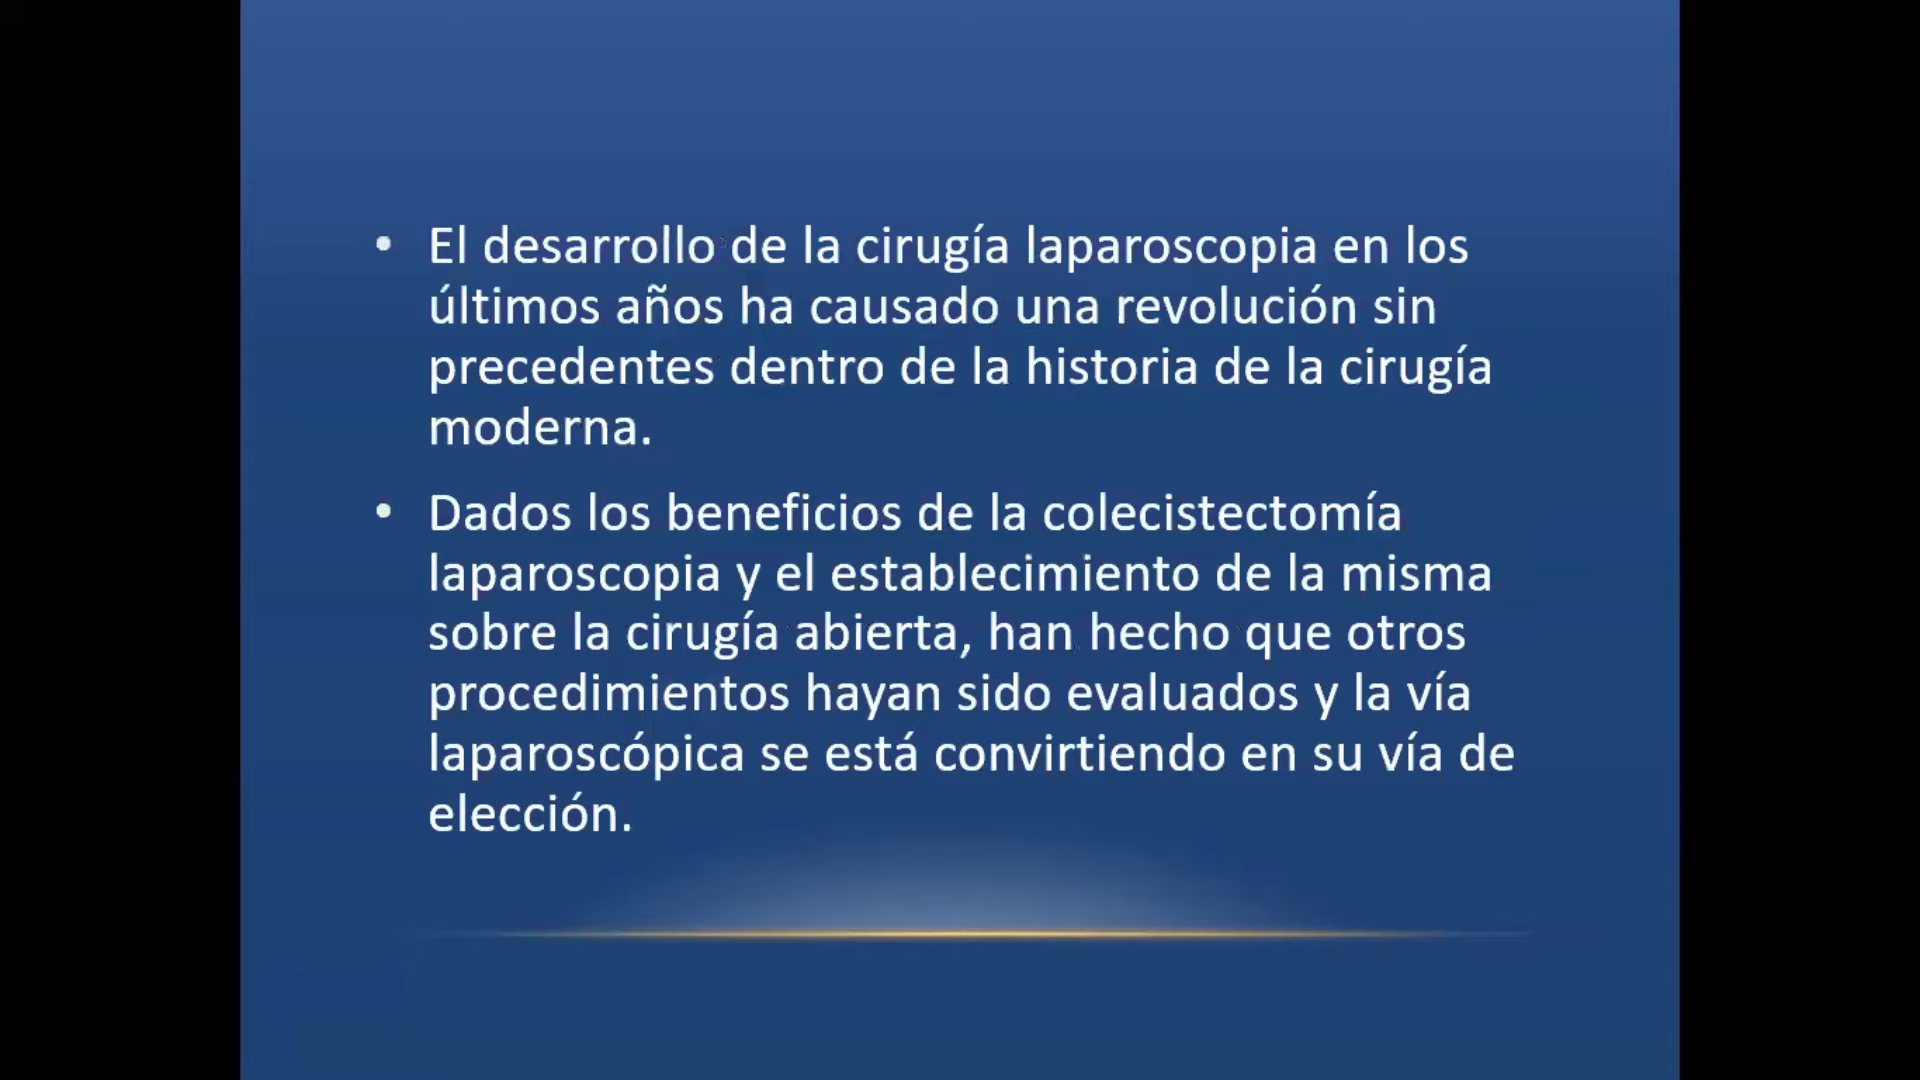 • El desarrollo de la cirugía laparoscopia en los
últimos años ha causado una revolución sin
precedentes dentro de la historia de la cirugía
moderna.
• Dados los beneficios de la colecistectomía
laparoscopia y el establecimiento de la misma
sobre la cirugía abierta, han hecho que otros
procedimientos hayan sido evaluados y la vía
laparoscópica se está convirtiendo en su vía de
elección.